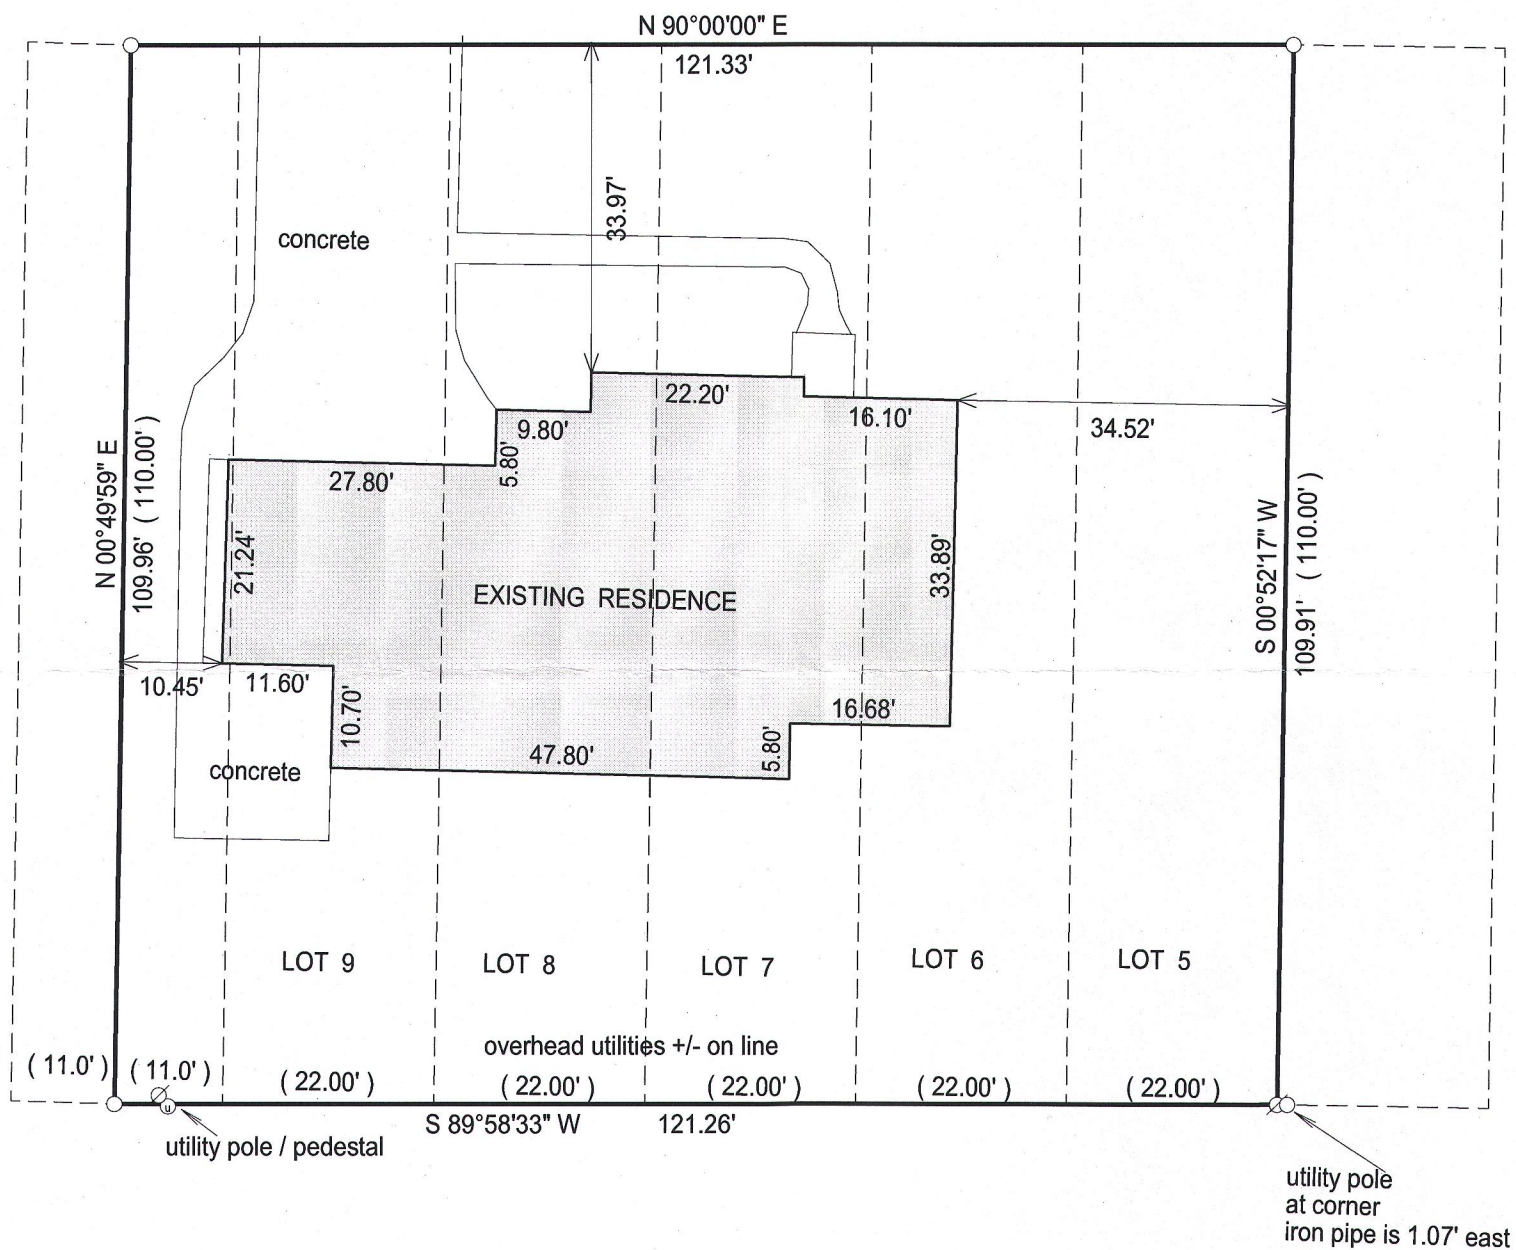 N 90°00'00" E
121.33'
33.97'
concrete
22.20'
9.80'
16.10'
34.52'
5.80'
27.80'
N 00°49'59" E
109.96' ( 110.00' )
21.24'
EXISTING RESIDENCE
33.89'
S 00°52'17" W
109.91' ( 110.00' )
10.45'
11.60'
10.70'
16.68'
47.80'
5.80'
concrete
LOT 9
LOT 8
LOT 7
LOT 6
LOT 5
overhead utilities +/- on line
( 11.0' )
( 11.0' )
( 22.00' )
( 22.00' )
( 22.00' )
( 22.00' )
( 22.00' )
u
S 89°58'33" W
121.26'
utility pole / pedestal
utility pole
at corner
iron pipe is 1.07' east